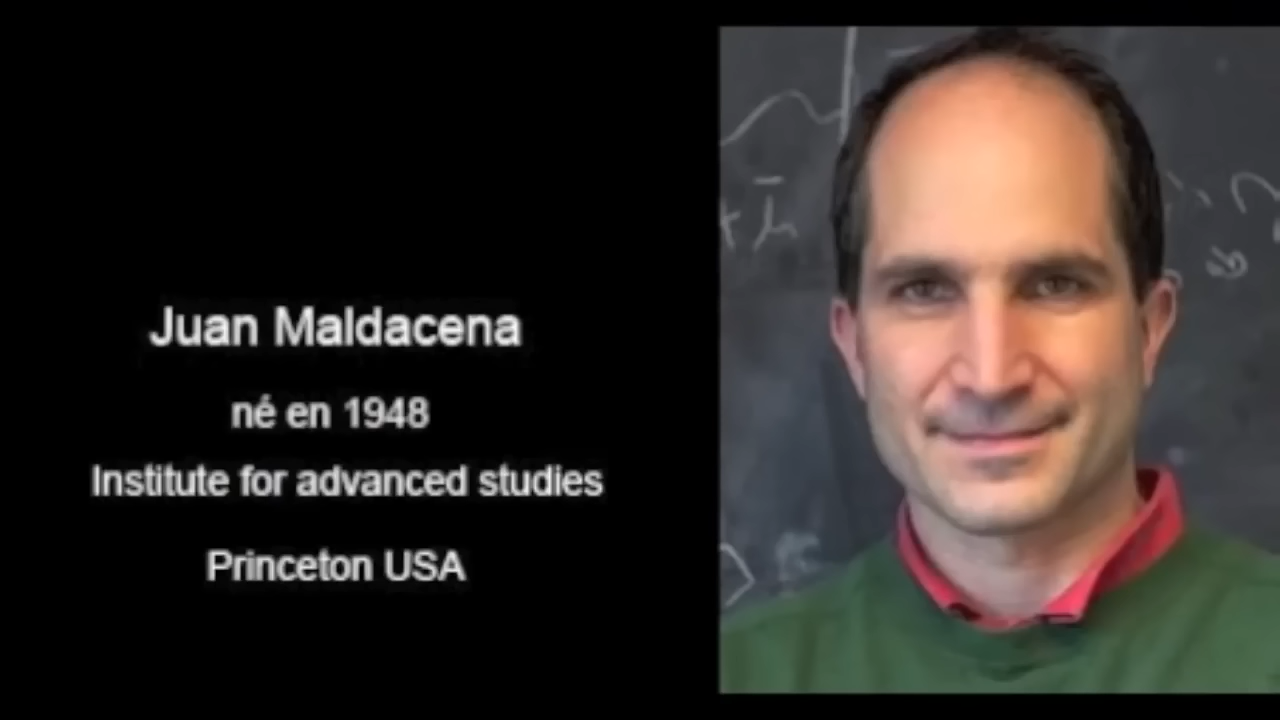 Juan Maldacena
né en 1948
Institute for advanced studies
Princeton USA